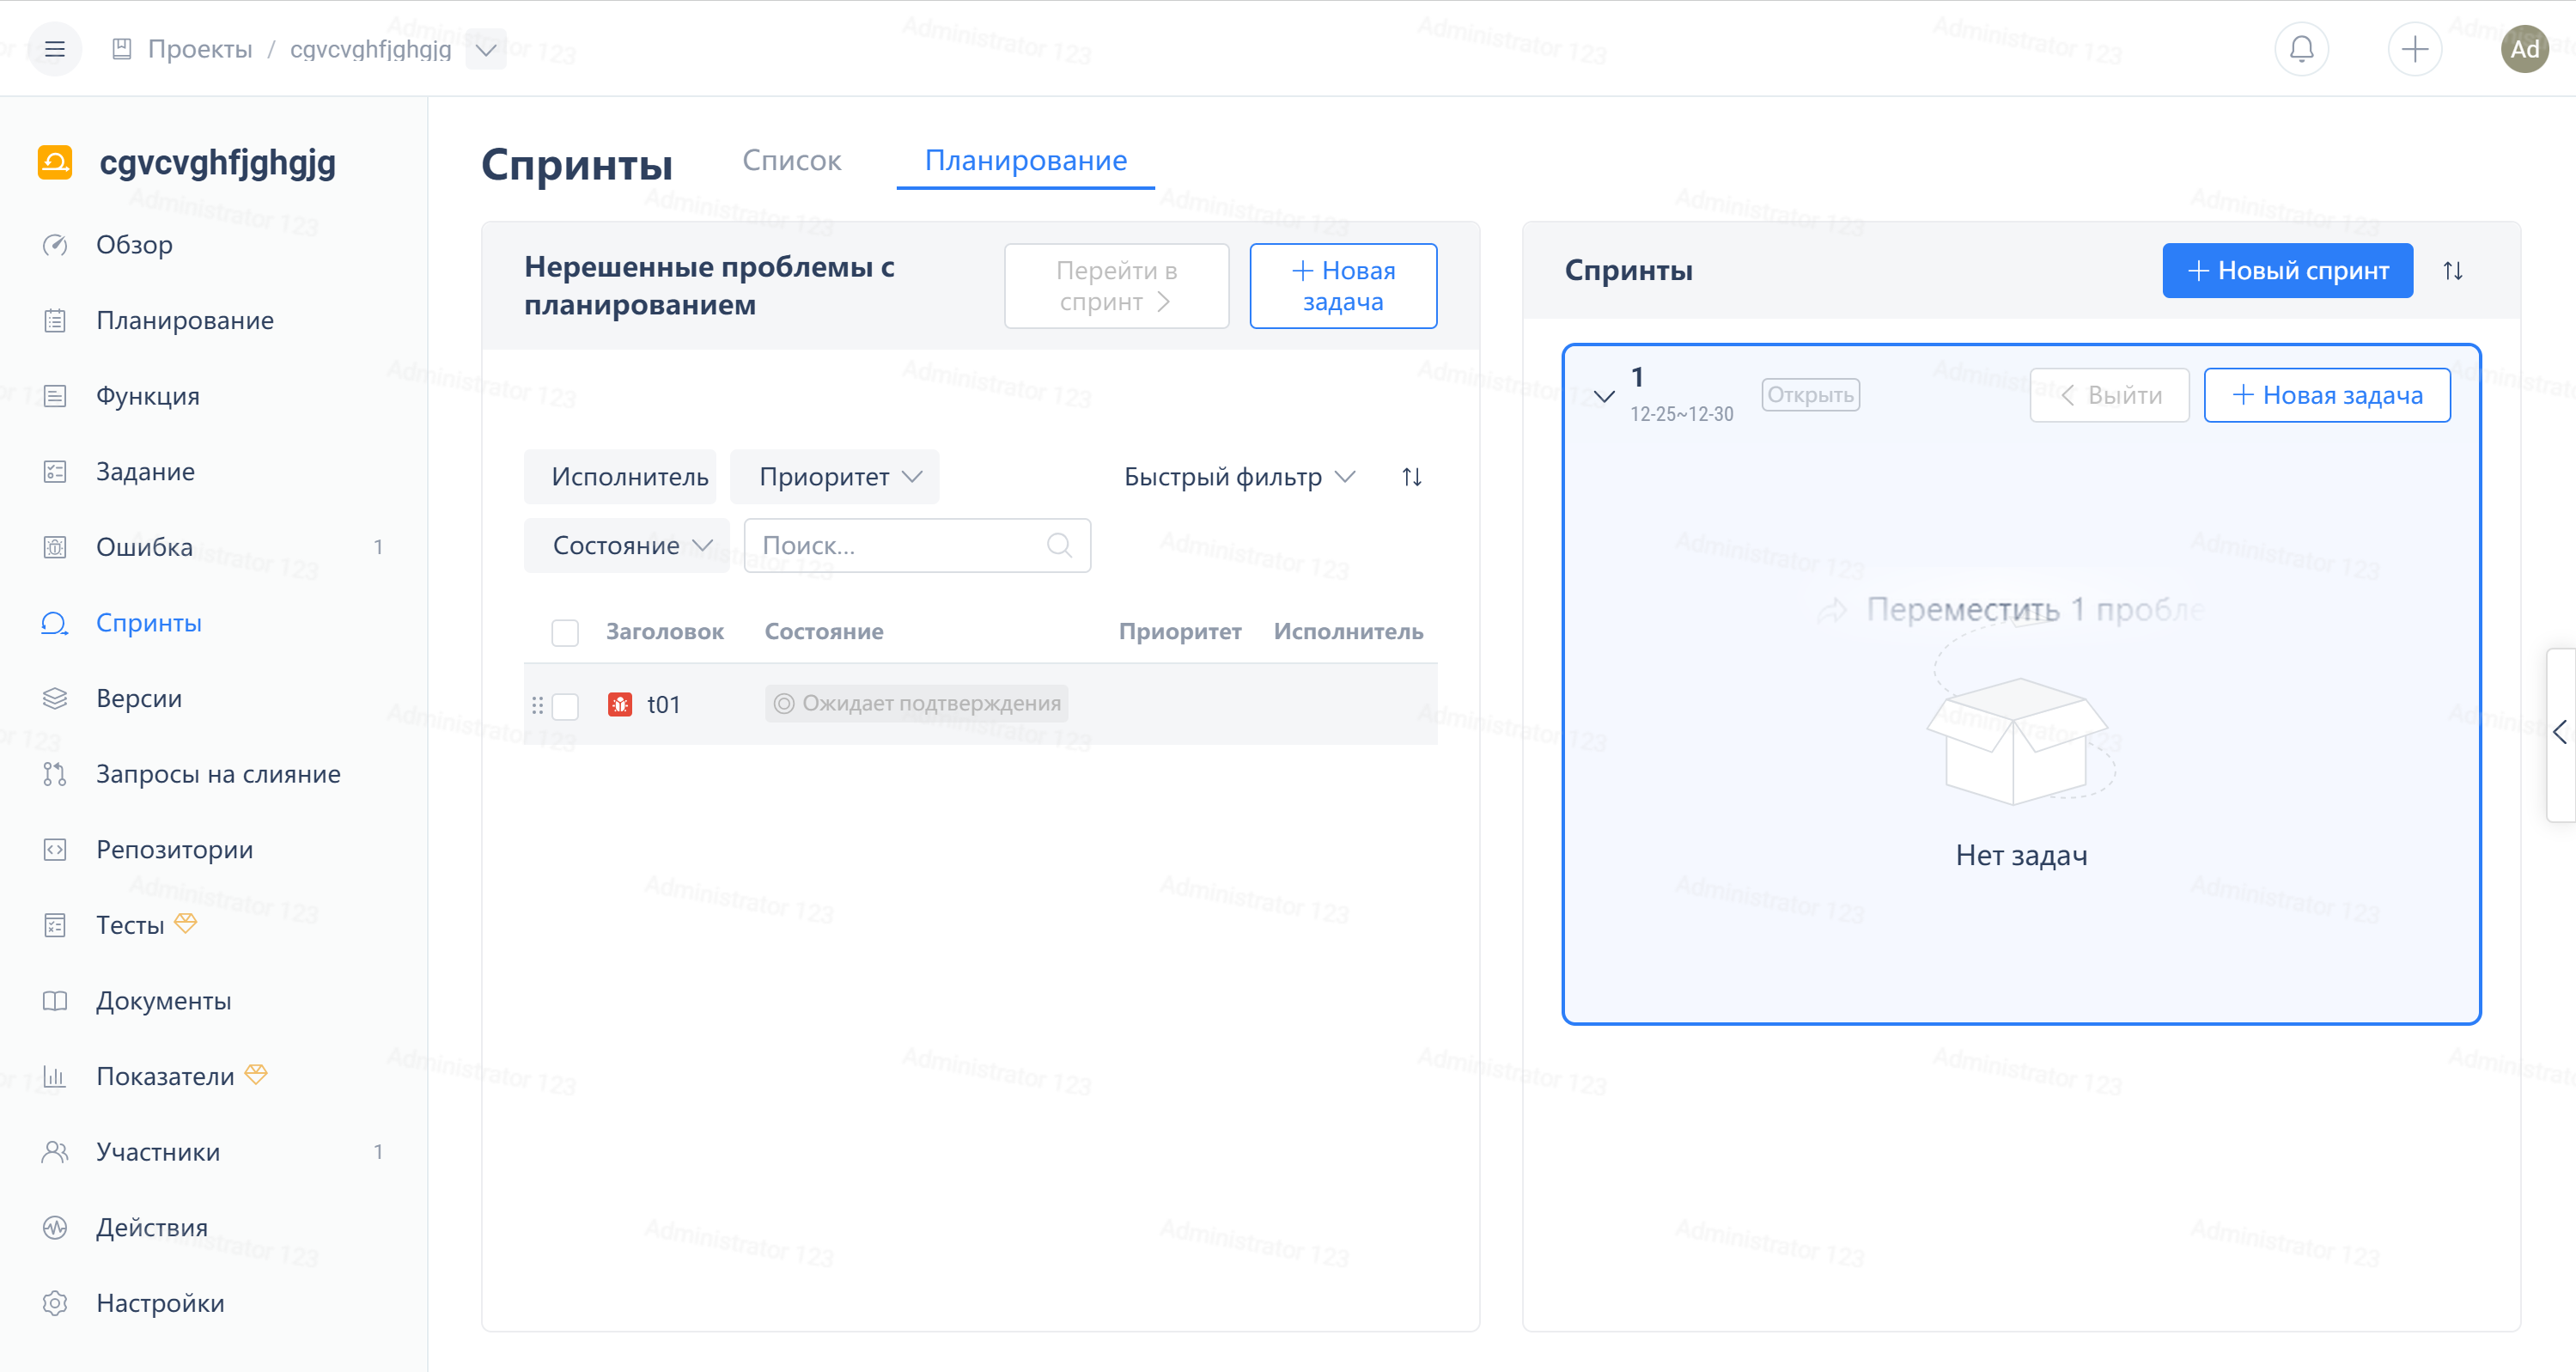 Проекты / cgvcvghfjghgjg
Ad
cgvcvghfjghgjg
Обзор
Планирование
Функция
Задание
Ошибка 1
Спринты
Версии
Запросы на слияние
Репозитории
Тесты
Документы
Показатели
Участники 1
Действия
Настройки
Спринты
Список
Планирование
Нерешенные проблемы с
планированием
Перейти в
спринт
Новая
задача
Исполнитель
Приоритет
Быстрый фильтр
Состояние
Поиск...
Заголовок Состояние Приоритет Исполнитель
t01 Ожидает подтверждения
Спринты
Новый спринт
1
12-25~12-30
Открыть
Выйти
Новая задача
Переместить 1 пробле
Нет задач
Administrator 123